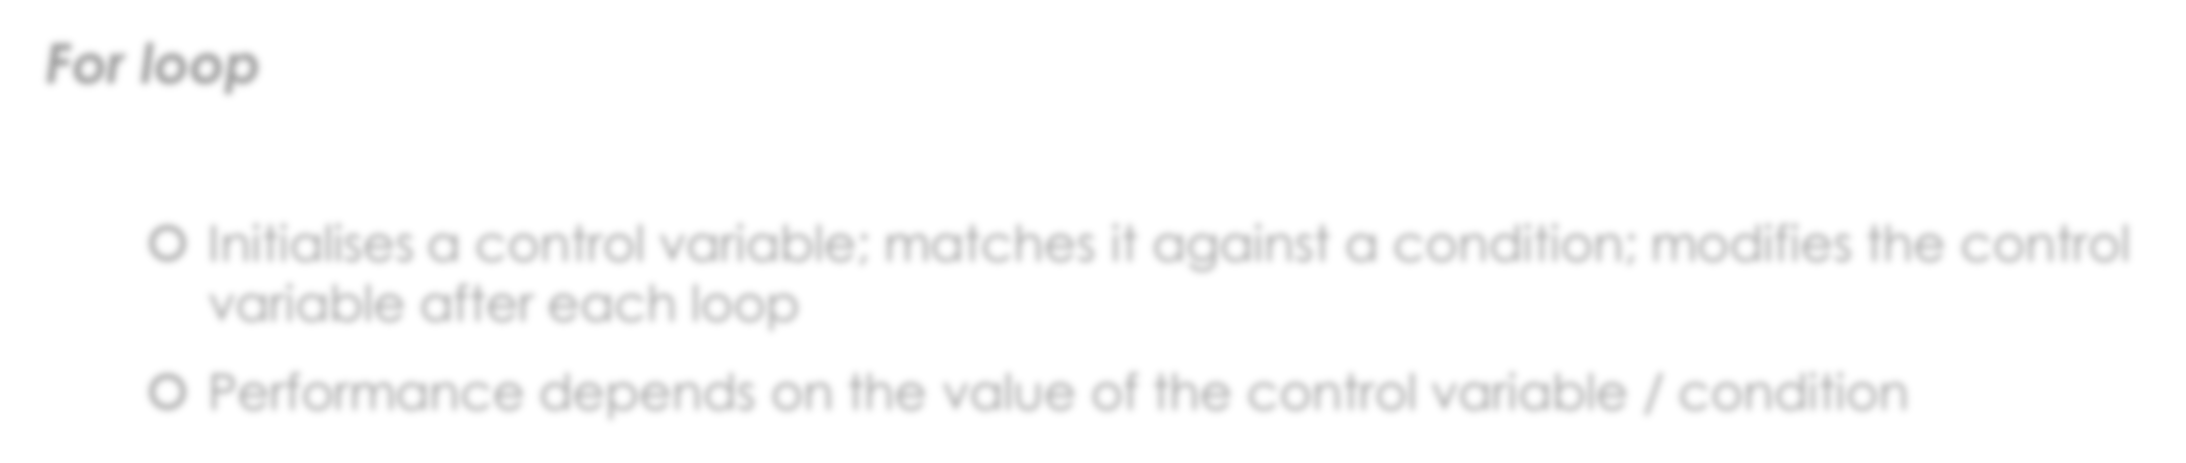 For loop
Initialises a control variable; matches it against a condition; modifies the control
variable after each loop
Performance depends on the value of the control variable / condition